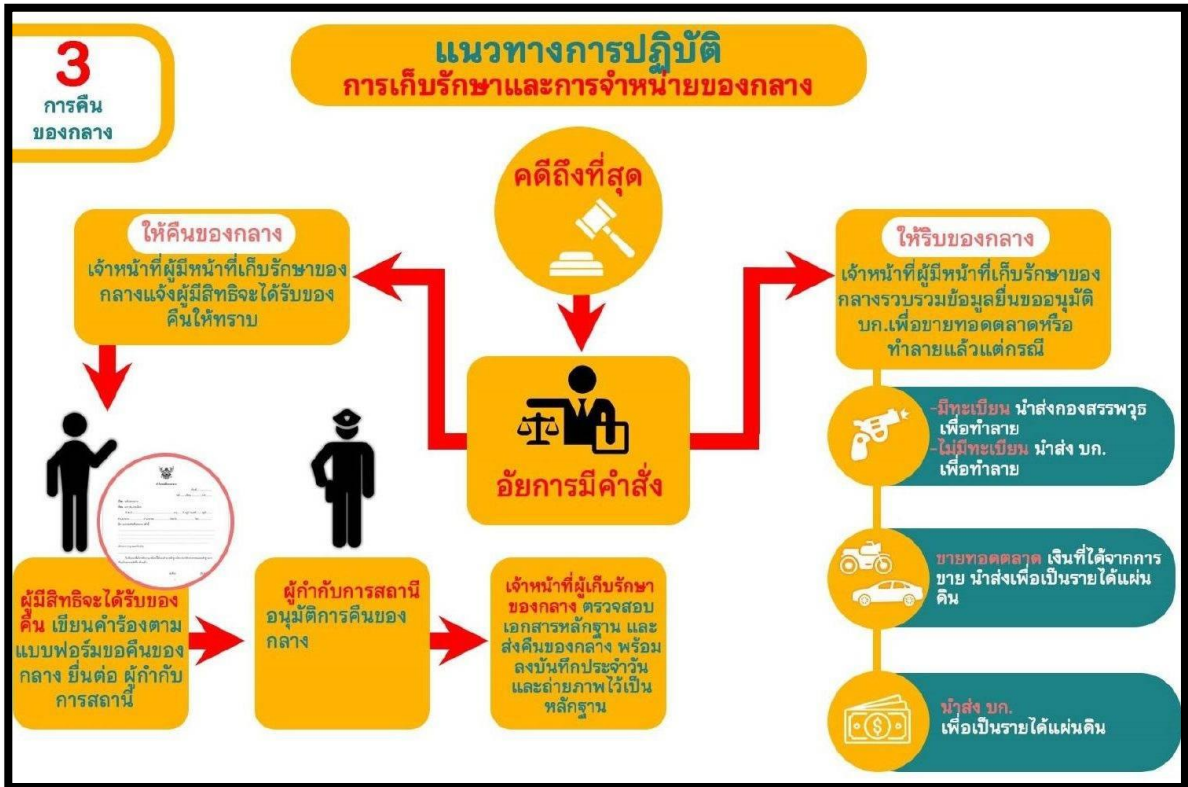 3
การคืน
ของกลาง
แนวทางการปฏิบัติ
การเก็บรักษาและการจำหน่ายของกลาง
คดีถึงที่สุด
ให้คืนของกลาง
เจ้าหน้าที่ผู้มีหน้าที่เก็บรักษาของ
กลางแจ้งผู้มีสิทธิจะได้รับของ
คืนให้ทราบ
ให้ริบของกลาง
เจ้าหน้าที่ผู้มีหน้าที่เก็บรักษาของ
กลางรวบรวมข้อมูลยื่นขออนุมัติ
บก.เพื่อขายทอดตลาดหรือ
ทำลายแล้วแต่กรณี
อัยการมีคำสั่ง
-มีทะเบียน นำส่งกองสรรพวุธ
เพื่อทำลาย
-ไม่มีทะเบียน นำส่ง บก.
เพื่อทำลาย
ขายทอดตลาด เงินที่ได้จากการ
ขาย นำส่งเพื่อเป็นรายได้แผ่น
ดิน
นำส่ง บก.
เพื่อเป็นรายได้แผ่นดิน
ผู้มีสิทธิจะได้รับของ
คืน เขียนคำร้องตาม
แบบฟอร์มขอคืนของ
กลาง ยื่นต่อ ผู้กำกับ
การสถานี
ผู้กำกับการสถานี
อนุมัติการคืนของ
กลาง
เจ้าหน้าที่ผู้เก็บรักษา
ของกลาง ตรวจสอบ
เอกสารหลักฐาน และ
ส่งคืนของกลาง พร้อม
ลงบันทึกประจำวัน
และถ่ายภาพไว้เป็น
หลักฐาน